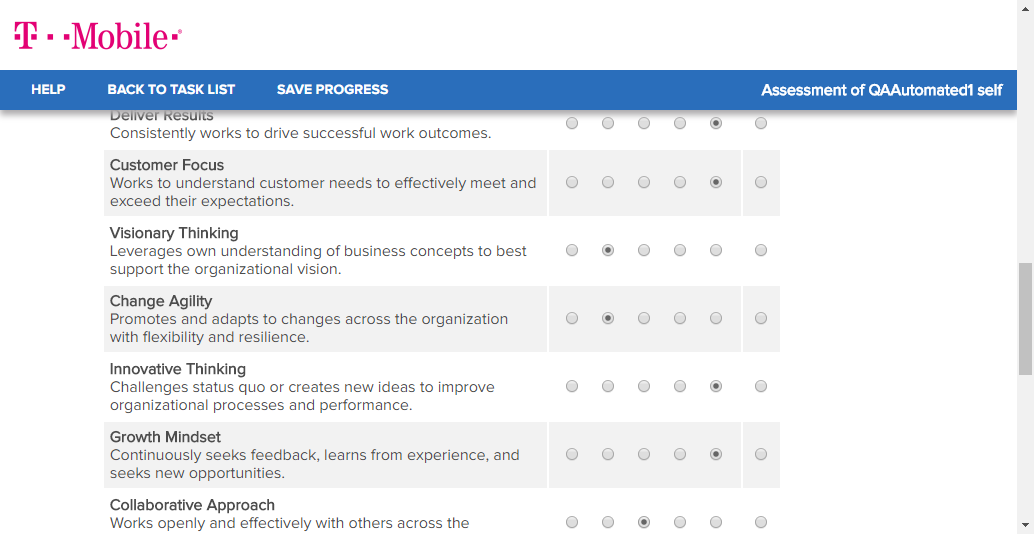 T··Mobile·®
HELP BACK TO TASK LIST SAVE PROGRESS Assessment of QAAutomated1 self
Deliver Results
Consistently works to drive successful work outcomes.
Customer Focus
Works to understand customer needs to effectively meet and
exceed their expectations.
Visionary Thinking
Leverages own understanding of business concepts to best
support the organizational vision.
Change Agility
Promotes and adapts to changes across the organization
with flexibility and resilience.
Innovative Thinking
Challenges status quo or creates new ideas to improve
organizational processes and performance.
Growth Mindset
Continuously seeks feedback, learns from experience, and
seeks new opportunities.
Collaborative Approach
Works openly and effectively with others across the